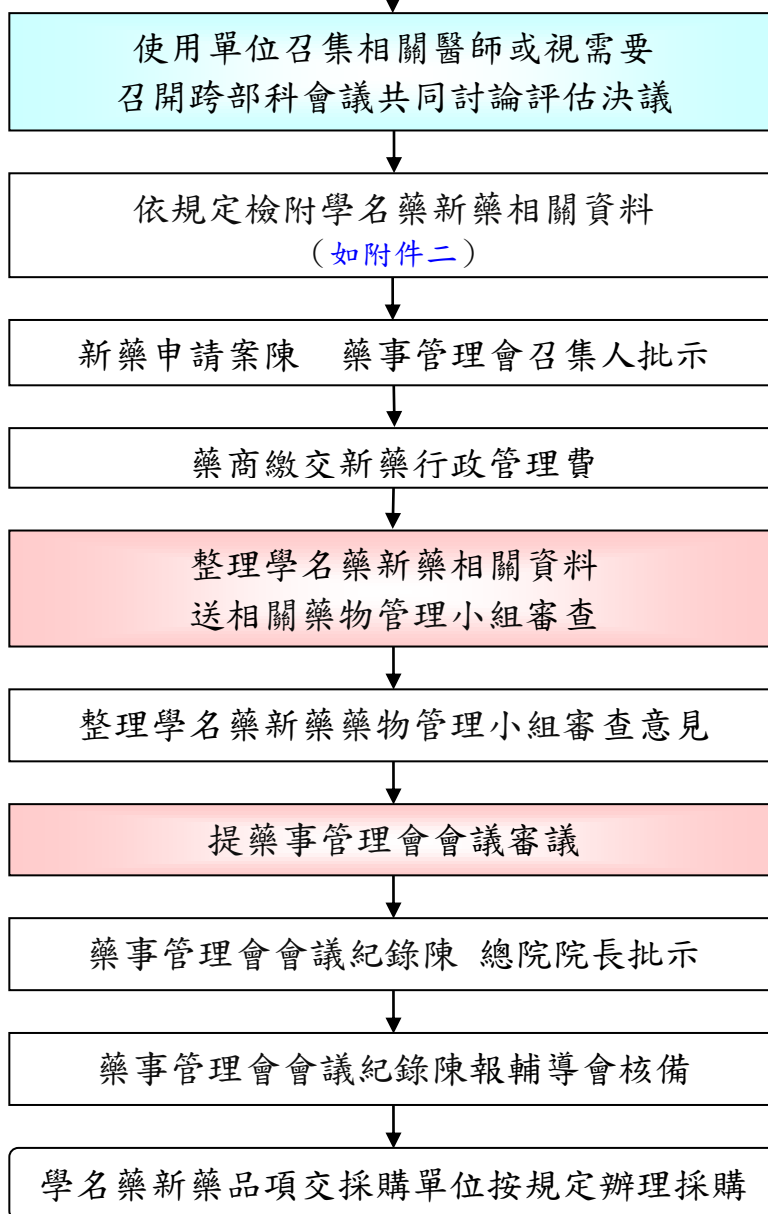 使用單位召集相關醫師或視需要
召開跨部科會議共同討論評估決議
依規定檢附學名藥新藥相關資料
（如附件二）
新藥申請案陳　藥事管理會召集人批示
藥商繳交新藥行政管理費
整理學名藥新藥相關資料
送相關藥物管理小組審查
整理學名藥新藥藥物管理小組審查意見
提藥事管理會會議審議
藥事管理會會議紀錄陳 總院院長批示
藥事管理會會議紀錄陳報輔導會核備
學名藥新藥品項交採購單位按規定辦理採購